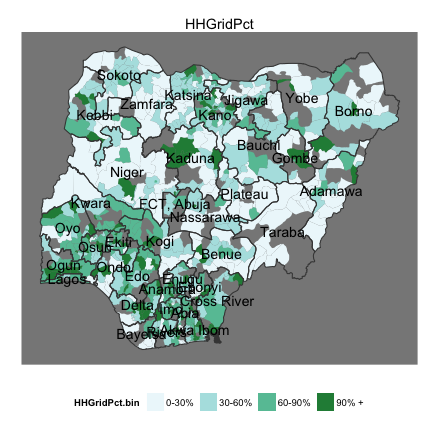 HHGridPct
Sokoto
Katsina
Jigawa
Yobe
Borno
Zamfara
Kebbi
Kano
Bauchi
Kaduna
Gombe
Niger
Plateau
Adamawa
Kwara
FCT, Abuja
Nassarawa
Oyo
Taraba
Ekiti
Kogi
Osun
Benue
Ogun
Ondo
Lagos
Edo
Enugu
Ebonyi
Anambra
Cross River
Delta
Imo
Abia
Bayelsa
Rivers
Akwa Ibom
HHGridPct.bin 0-30% 30-60% 60-90% 90% +